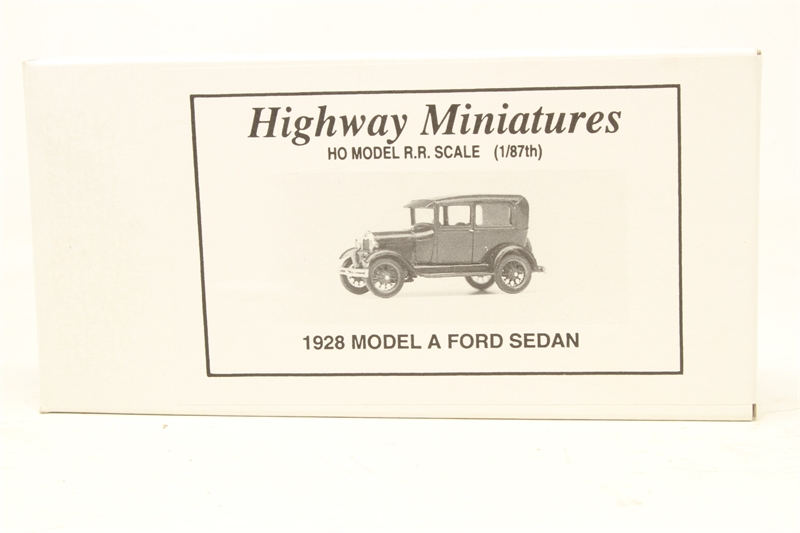 Highway Miniatures
HO MODEL R.R. SCALE (1/87th)
1928 MODEL A FORD SEDAN